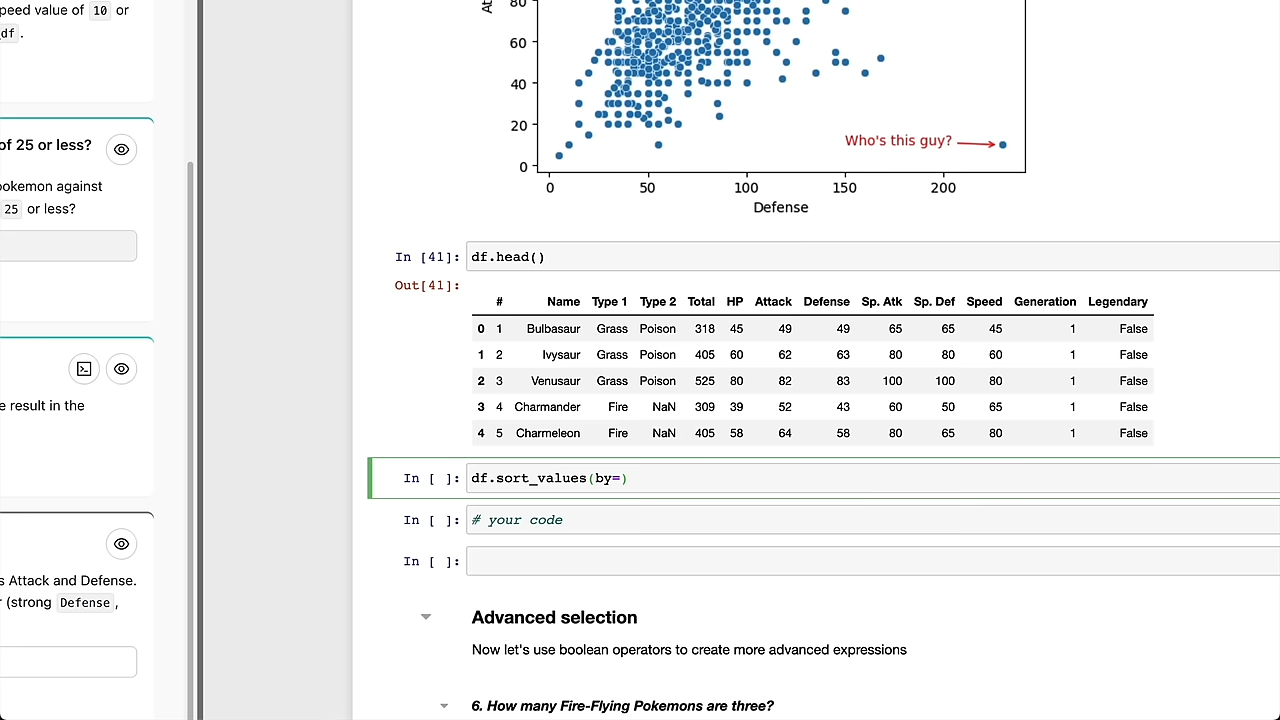 peed value of 10 or
df.
of 25 or less?
pokemon against
25 or less?
e result in the
s Attack and Defense.
r (strong Defense,
80
60
40
20
0
Who's this guy?
0 50 100 150 200
Defense
In [41]: df.head()
Out[41]:
# Name Type 1 Type 2 Total HP Attack Defense Sp. Atk Sp. Def Speed Generation Legendary
0 1 Bulbasaur Grass Poison 318 45 49 49 65 65 45 1 False
1 2 Ivysaur Grass Poison 405 60 62 63 80 80 60 1 False
2 3 Venusaur Grass Poison 525 80 82 83 100 100 80 1 False
3 4 Charmander Fire NaN 309 39 52 43 60 50 65 1 False
4 5 Charmeleon Fire NaN 405 58 64 58 80 65 80 1 False
In [ ]: df.sort_values(by=)
In [ ]: # your code
In [ ]:
Advanced selection
Now let's use boolean operators to create more advanced expressions
6. How many Fire-Flying Pokemons are three?